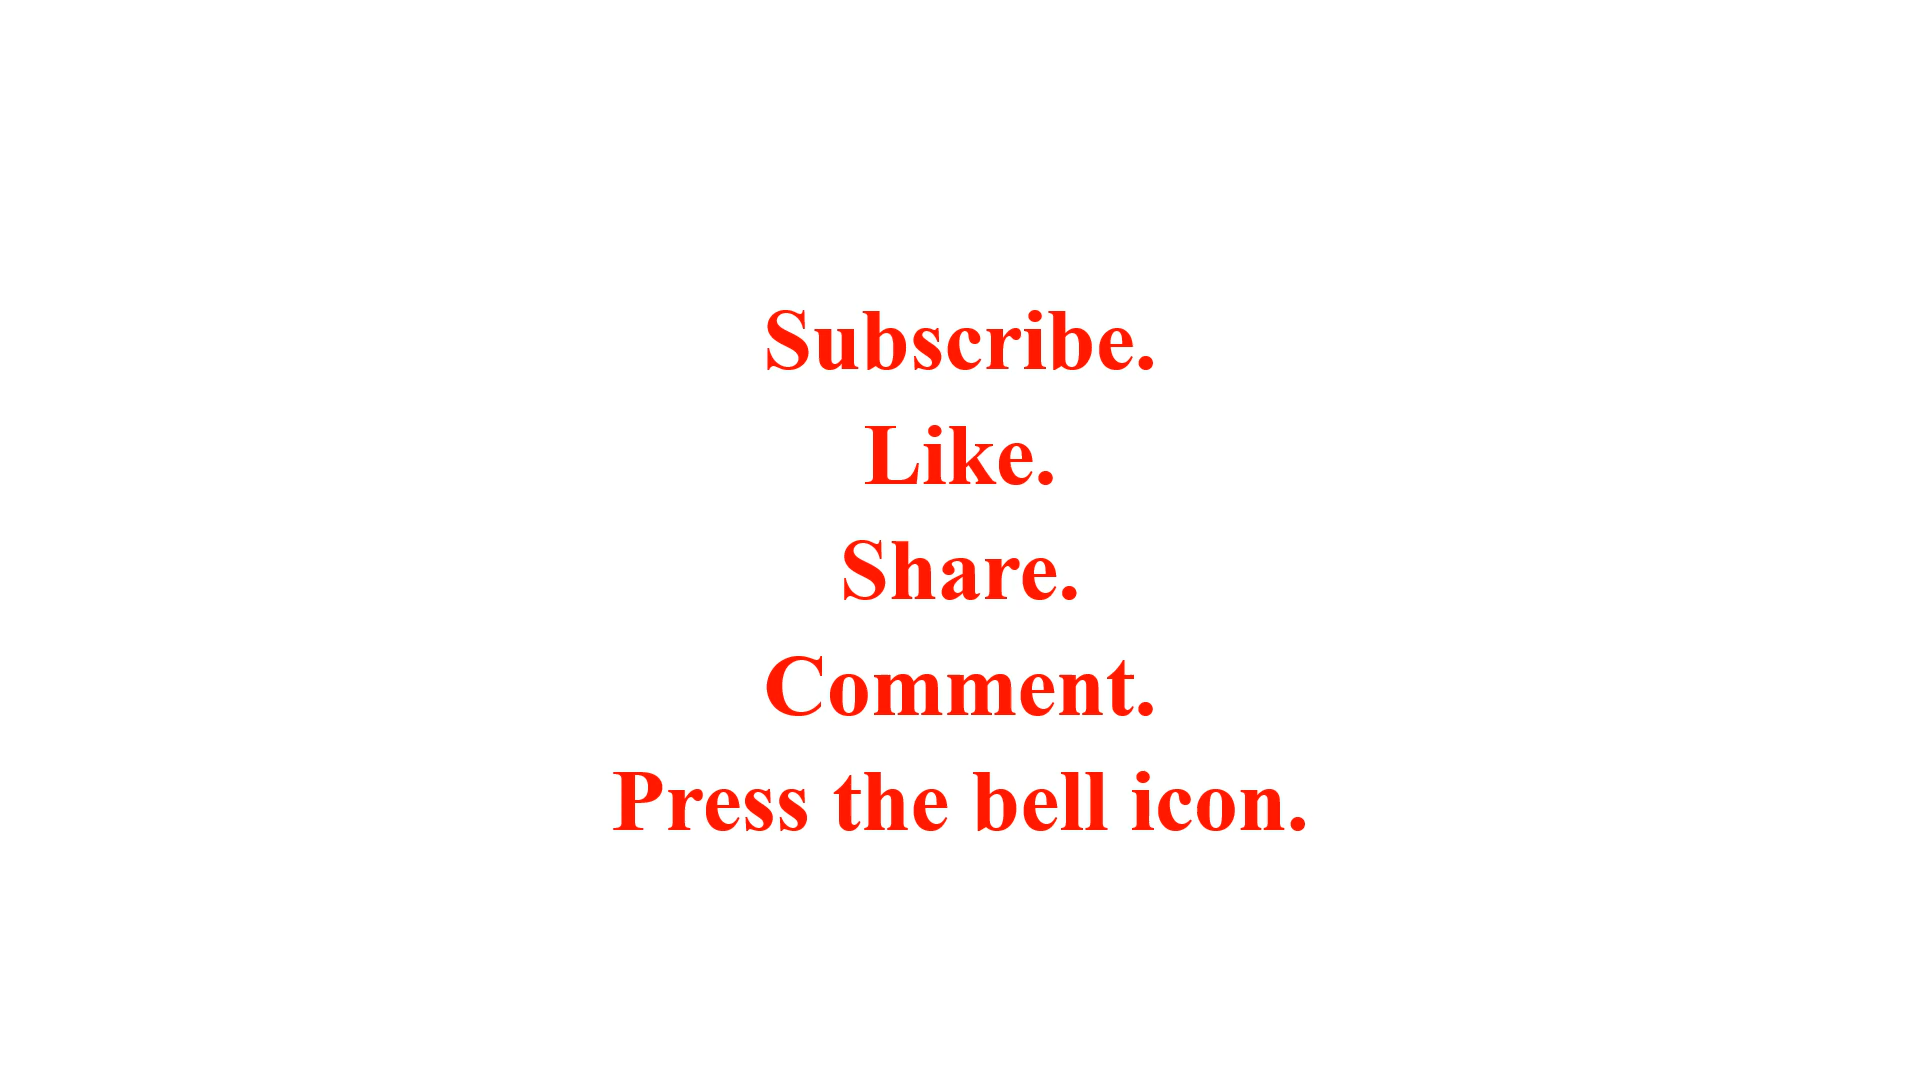 Subscribe.
Like.
Share.
Comment.
Press the bell icon.